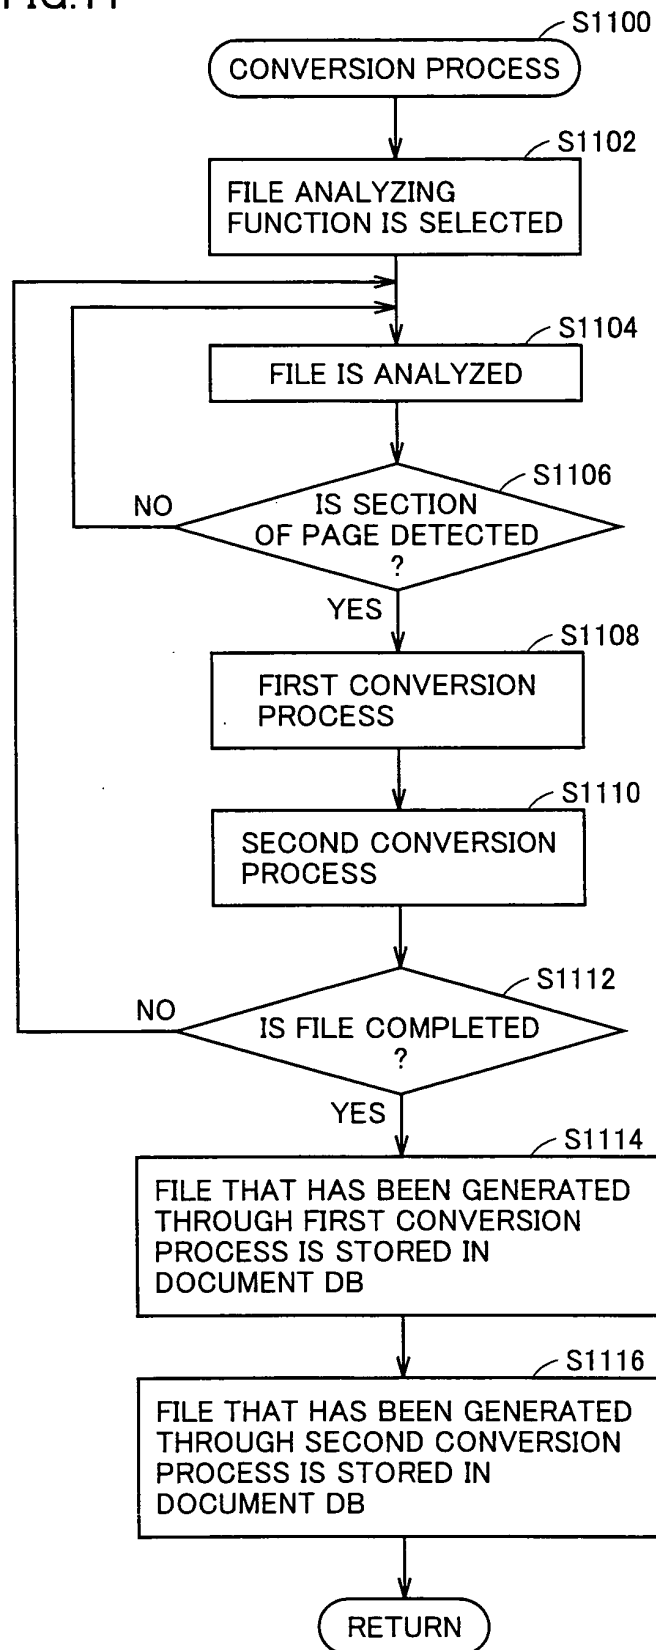 FIG.11
S1100
CONVERSION PROCESS
S1102
FILE ANALYZING
FUNCTION IS SELECTED
S1104
FILE IS ANALYZED
S1106
NO
IS SECTION
OF PAGE DETECTED
?
YES
S1108
FIRST CONVERSION
PROCESS
S1110
SECOND CONVERSION
PROCESS
S1112
NO
IS FILE COMPLETED
?
YES
S1114
FILE THAT HAS BEEN GENERATED
THROUGH FIRST CONVERSION
PROCESS IS STORED IN
DOCUMENT DB
S1116
FILE THAT HAS BEEN GENERATED
THROUGH SECOND CONVERSION
PROCESS IS STORED IN
DOCUMENT DB
RETURN